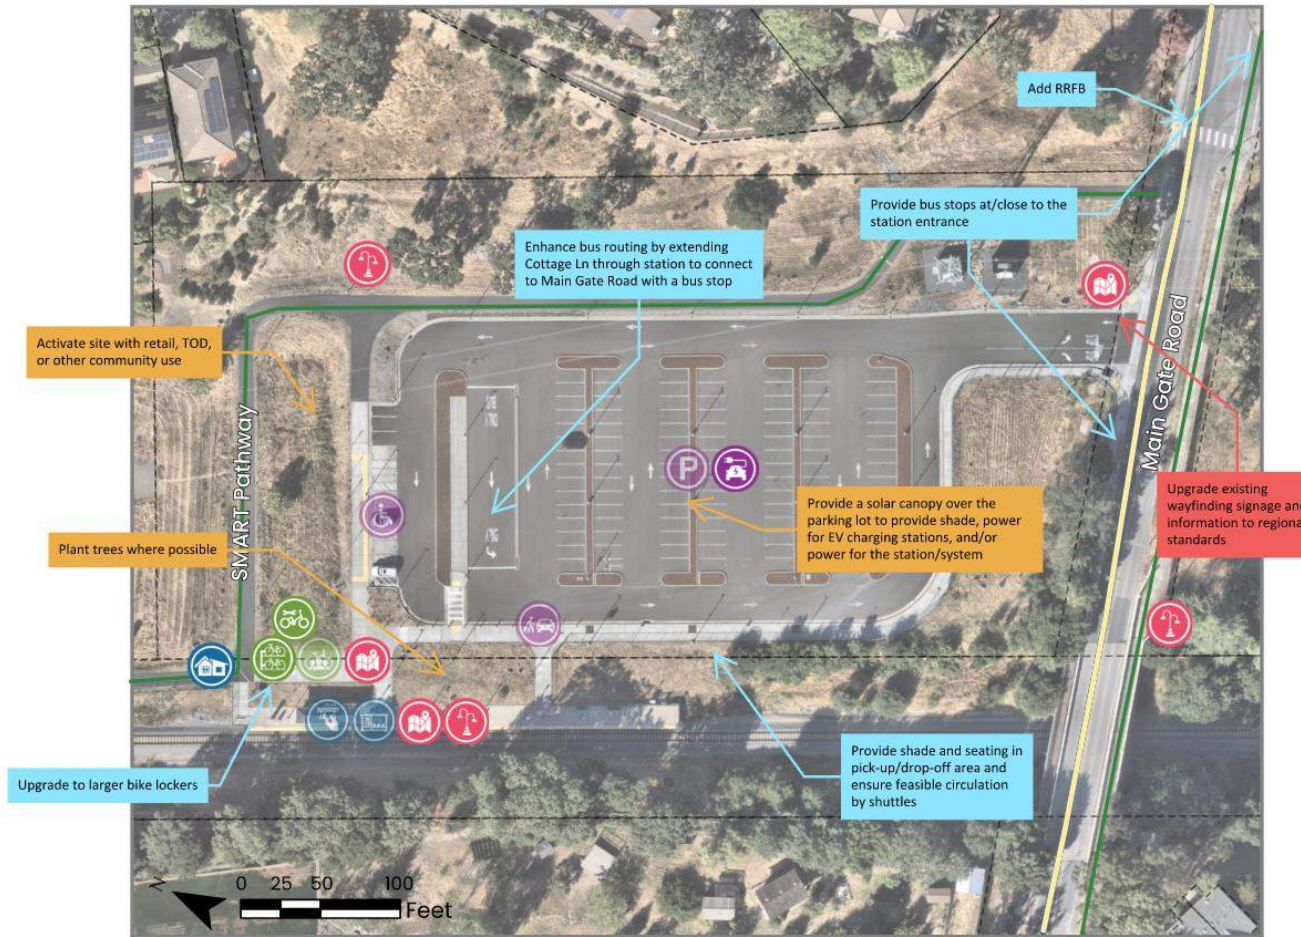 Add RRFB
Provide bus stops at/close to the
station entrance
Enhance bus routing by extending
Cottage Ln through station to connect
to Main Gate Road with a bus stop
Activate site with retail, TOD,
or other community use
SMART Pathway
Main Gate Road
P
Provide a solar canopy over the
parking lot to provide shade, power
for EV charging stations, and/or
power for the station/system
Upgrade existing
wayfinding signage and
information to regional
standards
Plant trees where possible
Upgrade to larger bike lockers
Provide shade and seating in
pick-up/drop-off area and
ensure feasible circulation
by shuttles
N
0 25 50 100
Feet